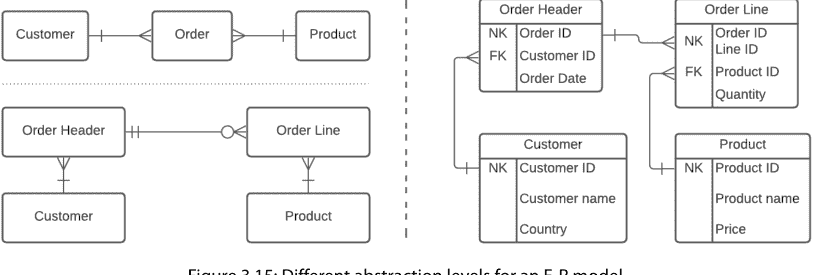 Customer
Order
Product
Order Header
Order Line
Customer
Product
Order Header
NK Order ID
FK Customer ID
Order Date
Order Line
NK Order ID
Line ID
FK Product ID
Quantity
Customer
NK Customer ID
Customer name
Country
Product
NK Product ID
Product name
Price
Figure 3.15: Different abstraction levels for an E-R model